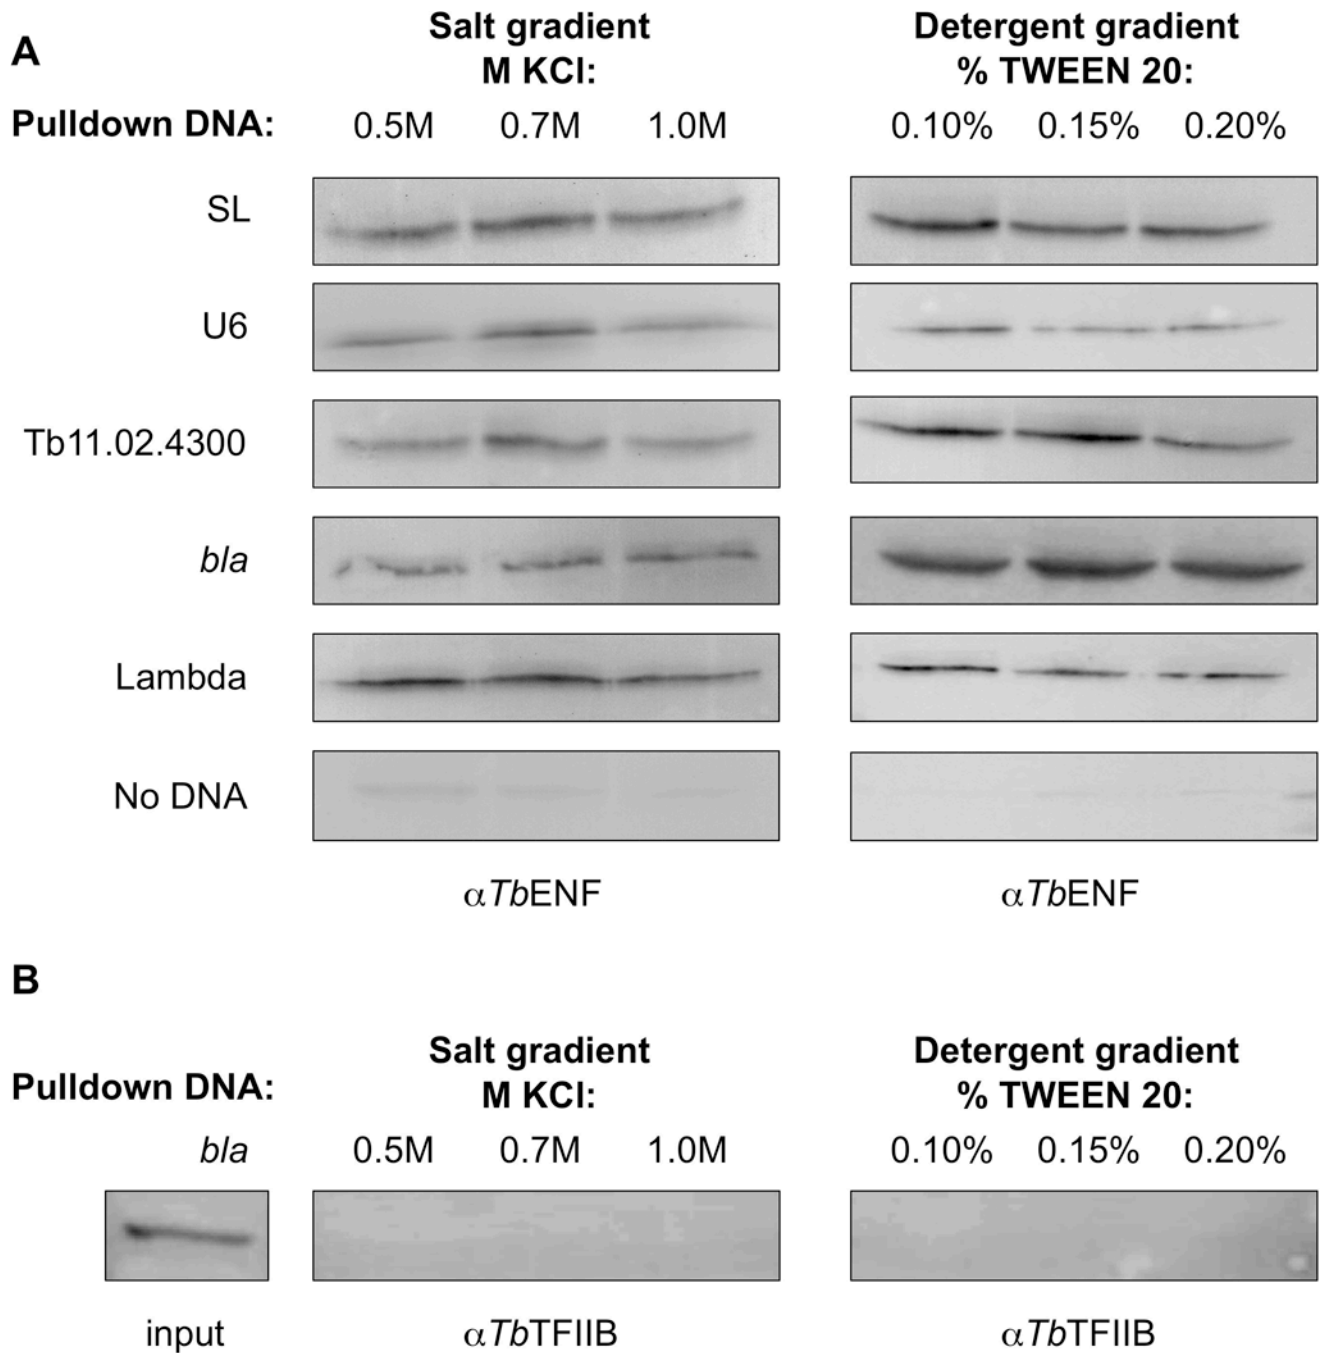 A
Salt gradient
M KCl:
Detergent gradient
% TWEEN 20:
Pulldown DNA: 0.5M 0.7M 1.0M 0.10% 0.15% 0.20%
SL
U6
Tb11.02.4300
bla
Lambda
No DNA
αTbENF αTbENF
B
Salt gradient
M KCl:
Detergent gradient
% TWEEN 20:
Pulldown DNA:
bla 0.5M 0.7M 1.0M 0.10% 0.15% 0.20%
input αTbTFIIB αTbTFIIB